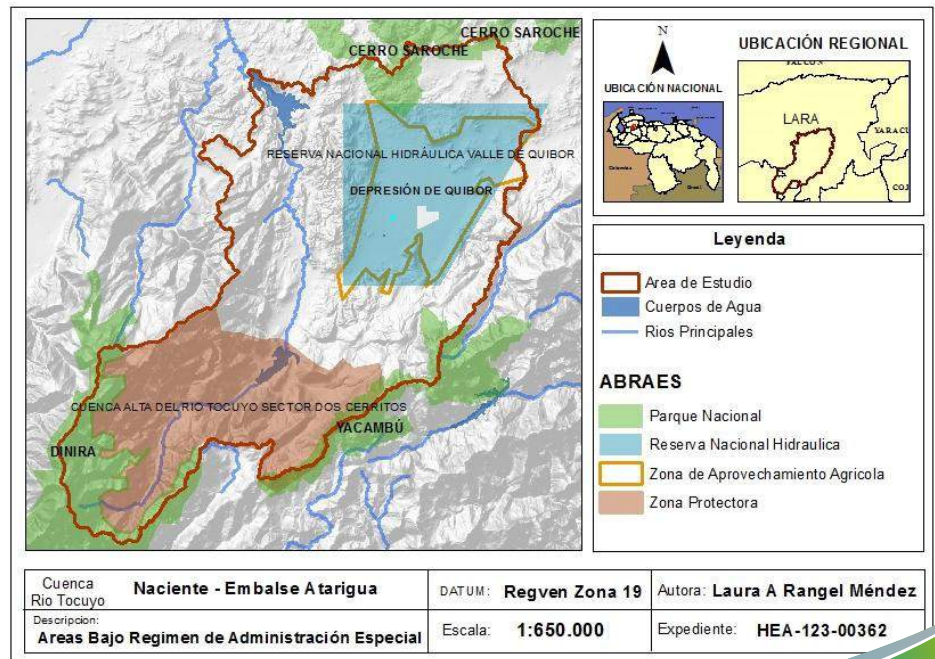 CERRO SAROCHE
CERRO SAROCHE
RESERVA NACIONAL HIDRÁULICA VALLE DE QUIBOR
DEPRESIÓN DE QUIBOR
CUENCA ALTA DEL RIO TOCUYO SECTOR DOS CERRITOS
YACAMBÚ
DINIRA
N
UBICACIÓN NACIONAL
Colombia
Brasil
UBICACIÓN REGIONAL
LARA
YARACU
COJ
Leyenda
Area de Estudio
Cuerpos de Agua
Rios Principales
ABRAES
Parque Nacional
Reserva Nacional Hidraulica
Zona de Aprovechamiento Agricola
Zona Protectora
Cuenca Rio Tocuyo
Naciente - Embalse Atarigua
Descripcion:
Areas Bajo Regimen de Administración Especial
DATUM: Regven Zona 19
Escala: 1:650.000
Autora: Laura A Rangel Méndez
Expediente: HEA-123-00362